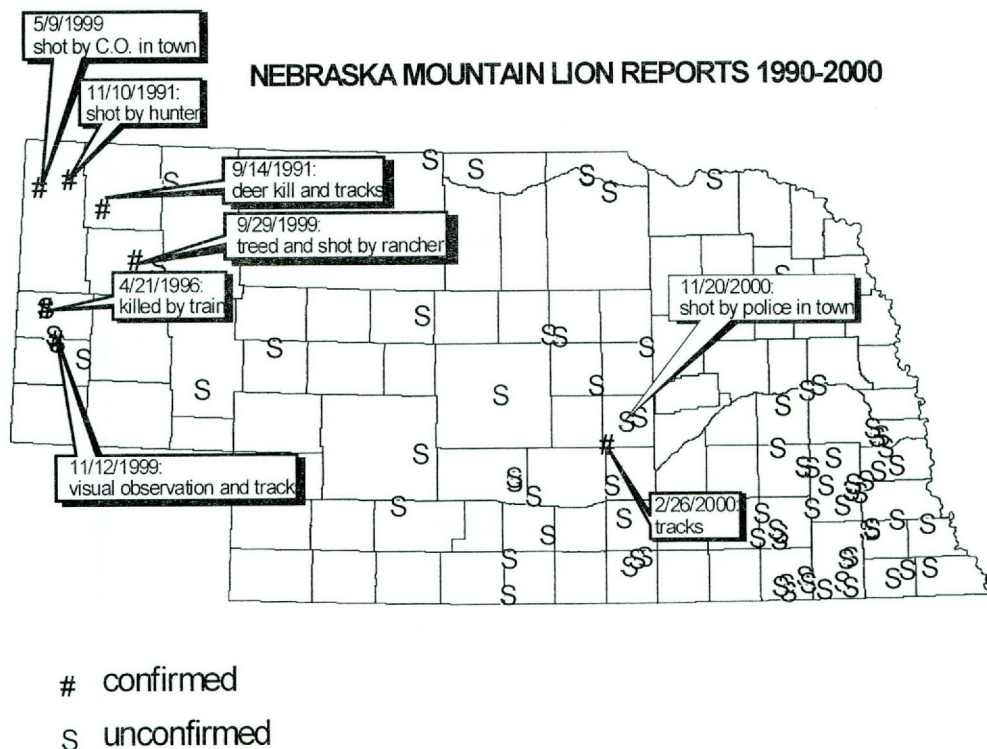 5/9/1999
shot by C.O. in town
NEBRASKA MOUNTAIN LION REPORTS 1990-2000
11/10/1991:
shot by hunter
9/14/1991:
deer kill and tracks
9/29/1999:
treed and shot by rancher
4/21/1996:
killed by train
11/20/2000:
shot by police in town
11/12/1999:
visual observation and track
2/26/2000:
tracks
# confirmed
S unconfirmed